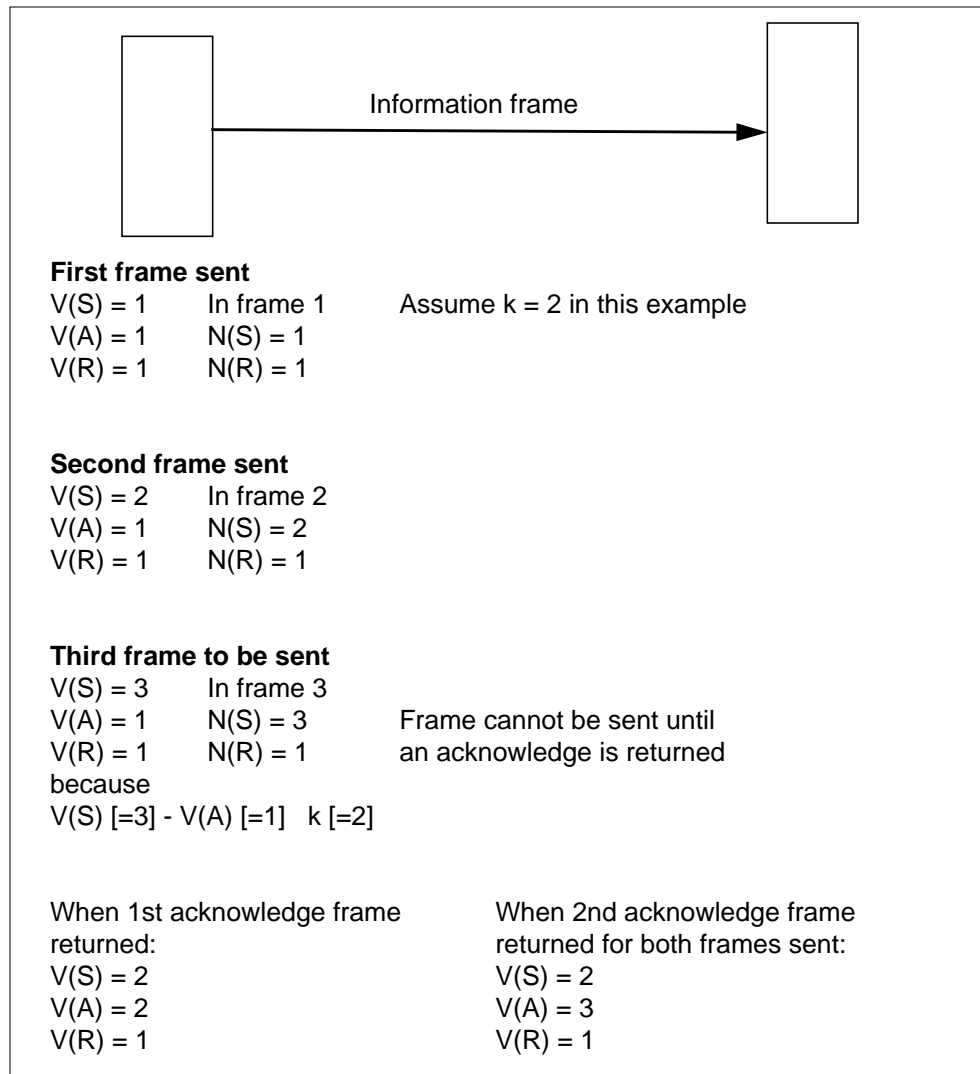 Information frame
First frame sent
V(S) = 1 In frame 1 Assume k = 2 in this example
V(A) = 1 N(S) = 1
V(R) = 1 N(R) = 1
Second frame sent
V(S) = 2 In frame 2
V(A) = 1 N(S) = 2
V(R) = 1 N(R) = 1
Third frame to be sent
V(S) = 3 In frame 3
V(A) = 1 N(S) = 3 Frame cannot be sent until
V(R) = 1 N(R) = 1 an acknowledge is returned
because
V(S) [=3] - V(A) [=1] k [=2]
When 1st acknowledge frame
returned:
V(S) = 2
V(A) = 2
V(R) = 1
When 2nd acknowledge frame
returned for both frames sent:
V(S) = 2
V(A) = 3
V(R) = 1